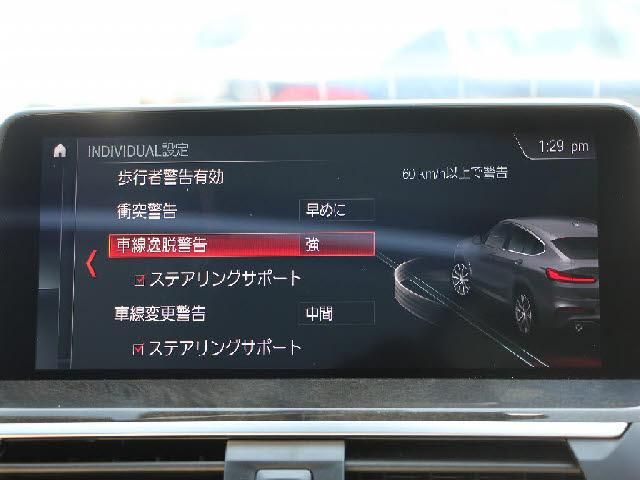 INDIVIDUAL設定
1:29 pm
歩行者警告有効
60 km/h以上で警告
衝突警告 早めに
車線逸脱警告 強
ステアリングサポート
車線変更警告 中間
ステアリングサポート